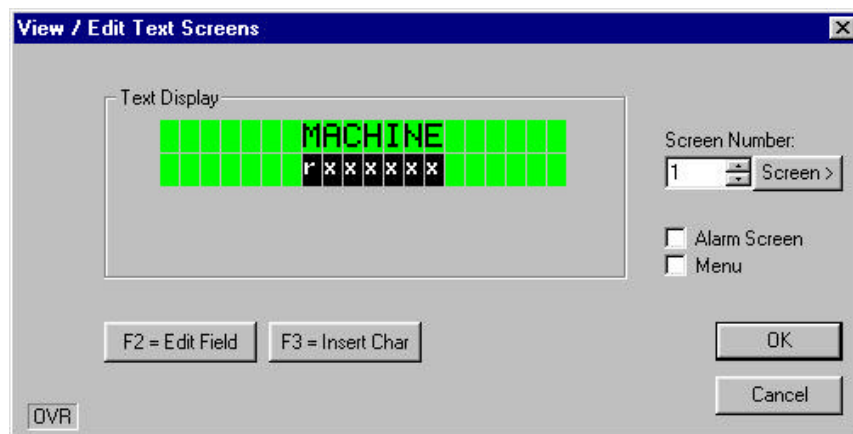 View / Edit Text Screens
Text Display
MACHINE
rxxxxxx
Screen Number:
1
Screen >
Alarm Screen
Menu
F2 = Edit Field
F3 = Insert Char
OK
Cancel
OVR